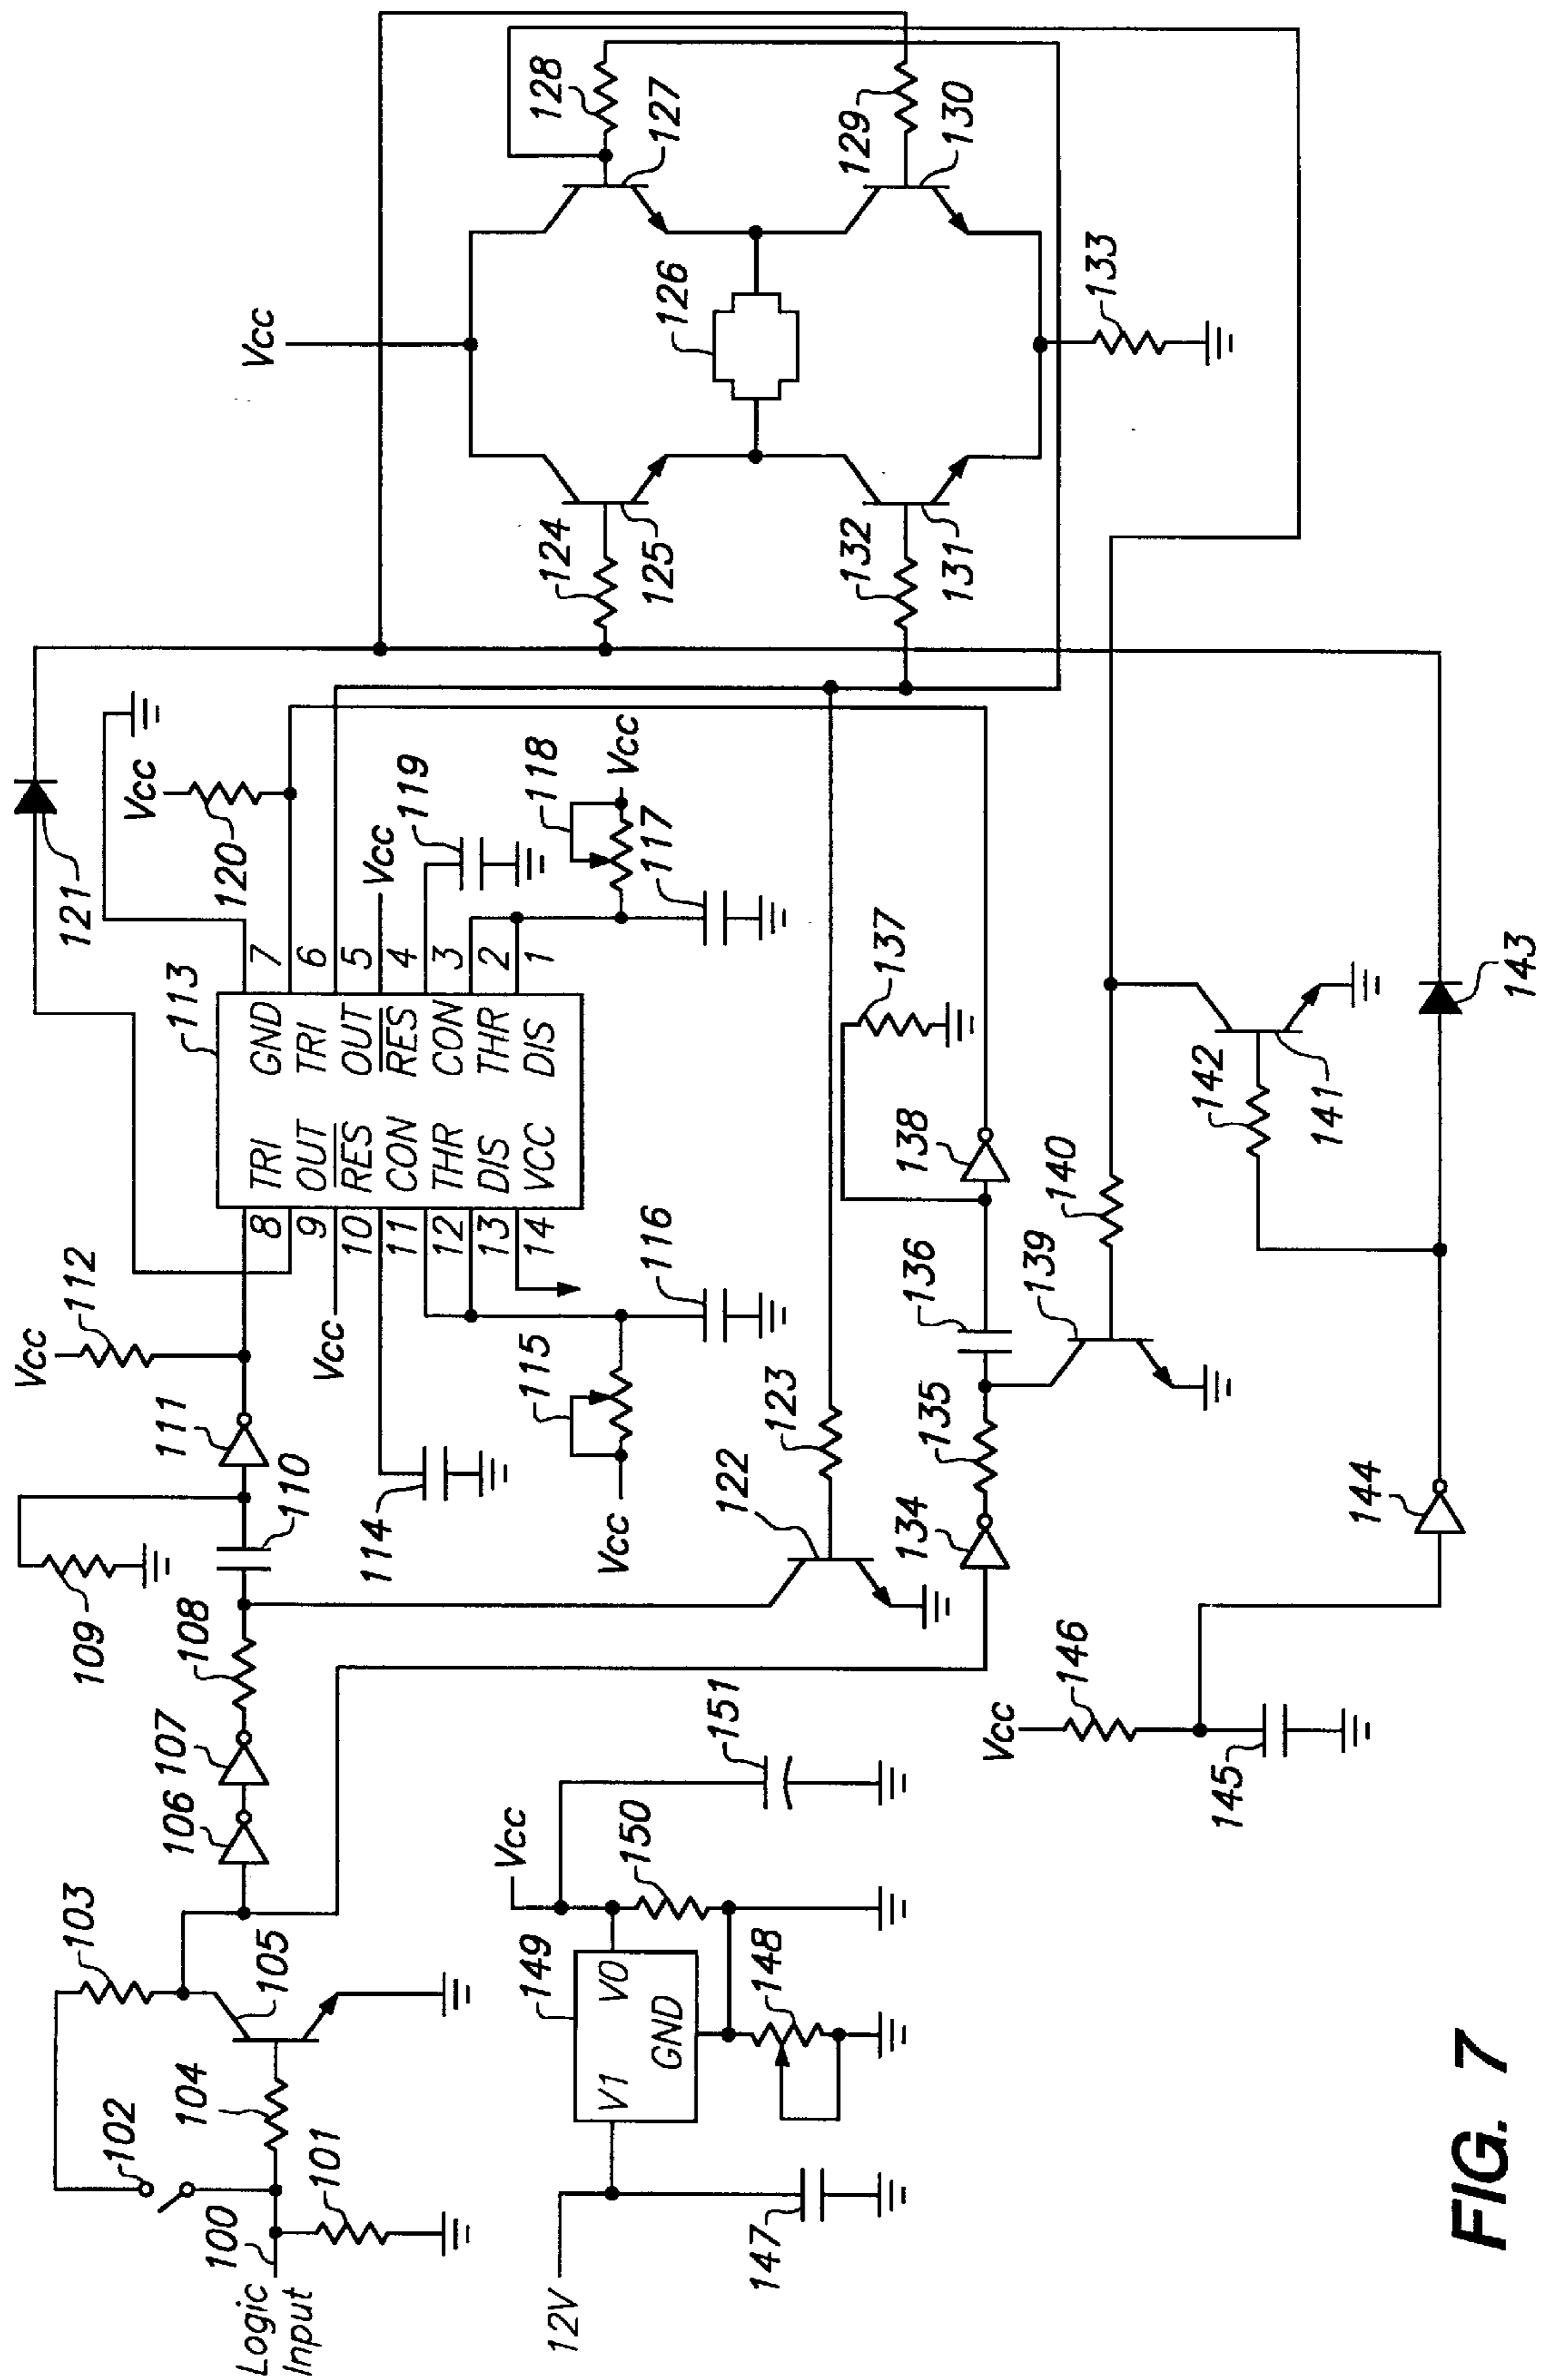 Logic
Input
100
101
102
103
104
105
106
107
108
109
110
111
112
Vcc
113
8
9
10
11
12
13
14
TRI
OUT
RES
CON
THR
DIS
VCC
GND
TRI
OUT
RES
CON
THR
DIS
7
6
5
4
3
2
1
Vcc
114
115
Vcc
116
117
118
Vcc
119
Vcc
120
Vcc
121
122
123
124
125
126
127
128
129
130
131
132
133
Vcc
134
135
136
137
138
139
140
141
142
143
144
145
146
Vcc
12V
147
148
149
V1
VO
GND
150
151
Vcc
FIG. 7